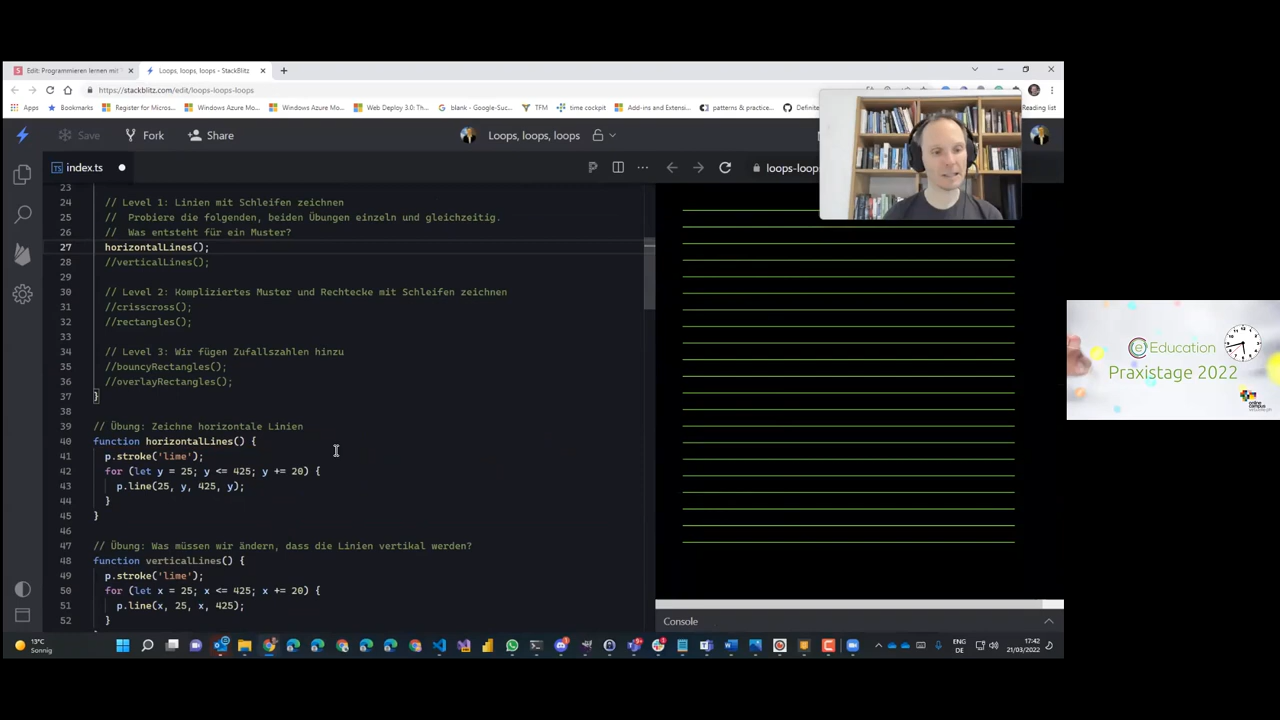 Edit: Programmieren lernen mit
Loops, loops, loops - StackBlitz
https://stackblitz.com/edit/loops-loops-loops
Apps
Bookmarks
Register for Micros...
Windows Azure Mo...
Windows Azure Mo...
Web Deploy 3.0: Th...
blank - Google-Suc...
TFM
time cockpit
Add-ins and Extensi...
patterns & practice...
Definite
Reading list
Save
Fork
Share
Loops, loops, loops
index.ts
loops-loops
23
24 // Level 1: Linien mit Schleifen zeichnen
25 // Probiere die folgenden, beiden Übungen einzeln und gleichzeitig.
26 // Was entsteht für ein Muster?
27 horizontalLines();
28 //verticalLines();
29
30 // Level 2: Kompliziertes Muster und Rechtecke mit Schleifen zeichnen
31 //crisscross();
32 //rectangles();
33
34 // Level 3: Wir fügen Zufallszahlen hinzu
35 //bouncyRectangles();
36 //overlayRectangles();
37 }
38
39 // Übung: Zeichne horizontale Linien
40 function horizontalLines() {
41 p.stroke('lime');
42 for (let y = 25; y <= 425; y += 20) {
43 p.line(25, y, 425, y);
44 }
45 }
46
47 // Übung: Was müssen wir ändern, dass die Linien vertikal werden?
48 function verticalLines() {
49 p.stroke('lime');
50 for (let x = 25; x <= 425; x += 20) {
51 p.line(x, 25, x, 425);
52 }
Console
eEducation
Praxistage 2022
13°C
Sonnig
ENG
DE
17:42
21/03/2022